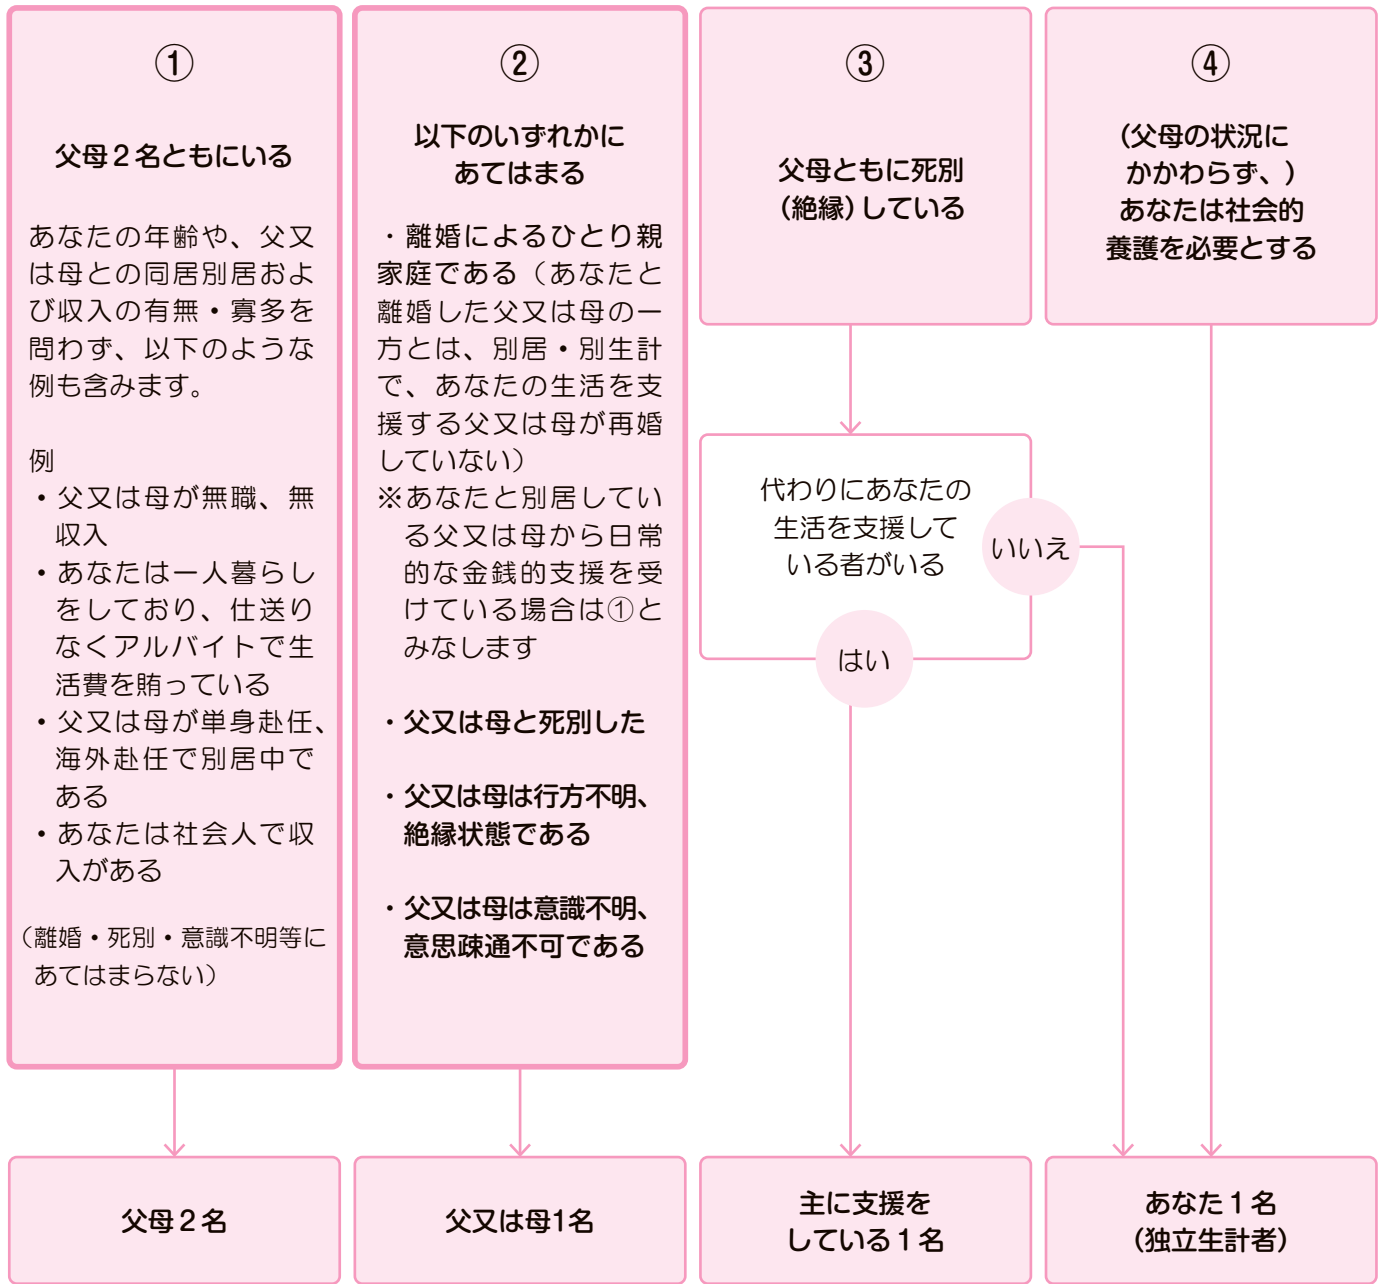 ①
父母２名ともにいる
あなたの年齢や、父又
は母との同居別居およ
び収入の有無・寡多を
問わず、以下のような
例も含みます。
例
・父又は母が無職、無
収入
・あなたは一人暮らし
をしており、仕送り
なくアルバイトで生
活費を賄っている
・父又は母が単身赴任、
海外赴任で別居中で
ある
・あなたは社会人で収
入がある
（離婚・死別・意識不明等に
あてはまらない）
②
以下のいずれかに
あてはまる
・離婚によるひとり親
家庭である（あなたと
離婚した父又は母の一
方とは、別居・別生計
で、あなたの生活を支
援する父又は母が再婚
していない）
※あなたと別居してい
る父又は母から日常
的な金銭的支援を受
けている場合は①と
みなします
・父又は母と死別した
・父又は母は行方不明、
絶縁状態である
・父又は母は意識不明、
意思疎通不可である
③
父母ともに死別
（絶縁）している
④
（父母の状況に
かかわらず、）
あなたは社会的
養護を必要とする
代わりにあなたの
生活を支援して
いる者がいる
いいえ
はい
父母２名
父又は母1名
主に支援を
している１名
あなた１名
（独立生計者）